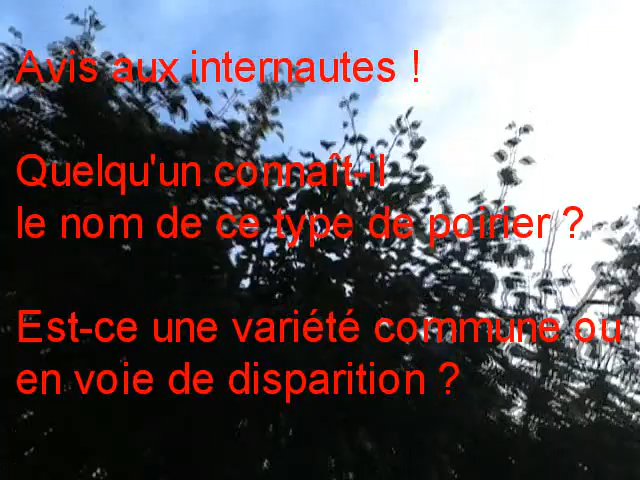 Avis aux internautes !
Quelqu'un connaît-il
le nom de ce type de poirier ?
Est-ce une variété commune ou
en voie de disparition ?